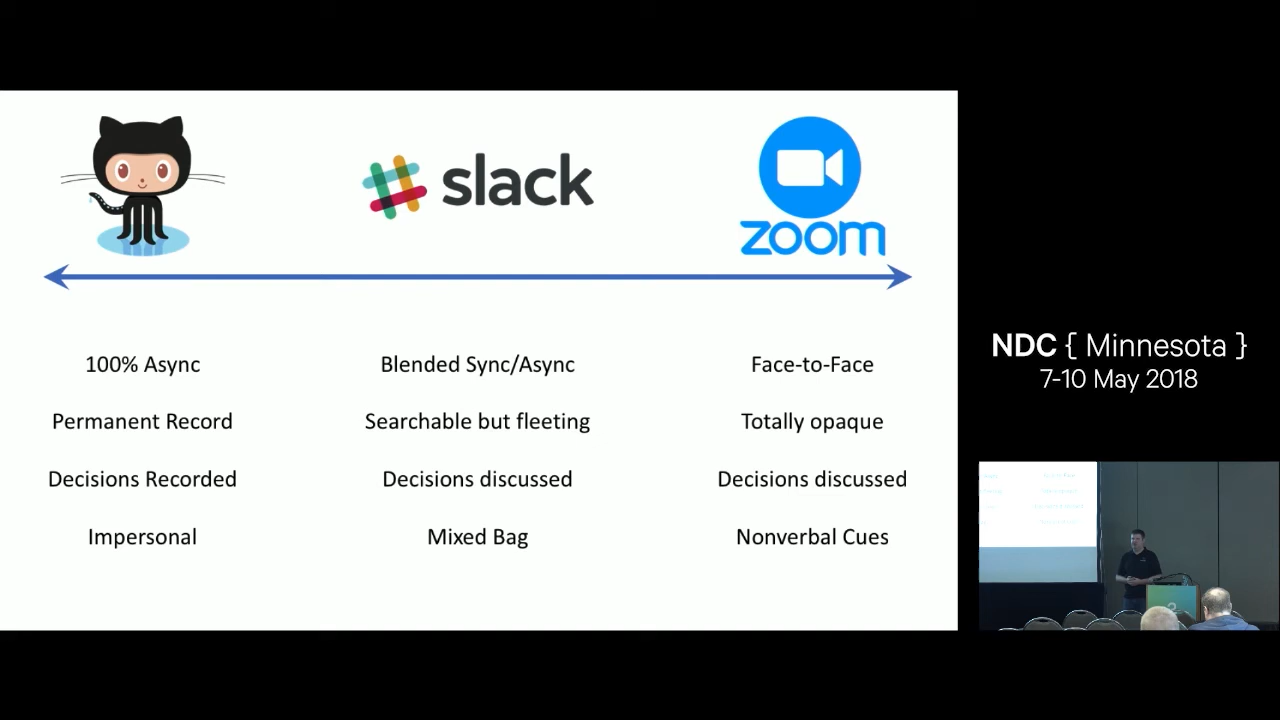 slack
zoom
100% Async
Blended Sync/Async
Face-to-Face
Permanent Record
Searchable but fleeting
Totally opaque
Decisions Recorded
Decisions discussed
Decisions discussed
Impersonal
Mixed Bag
Nonverbal Cues
NDC { Minnesota }
7-10 May 2018